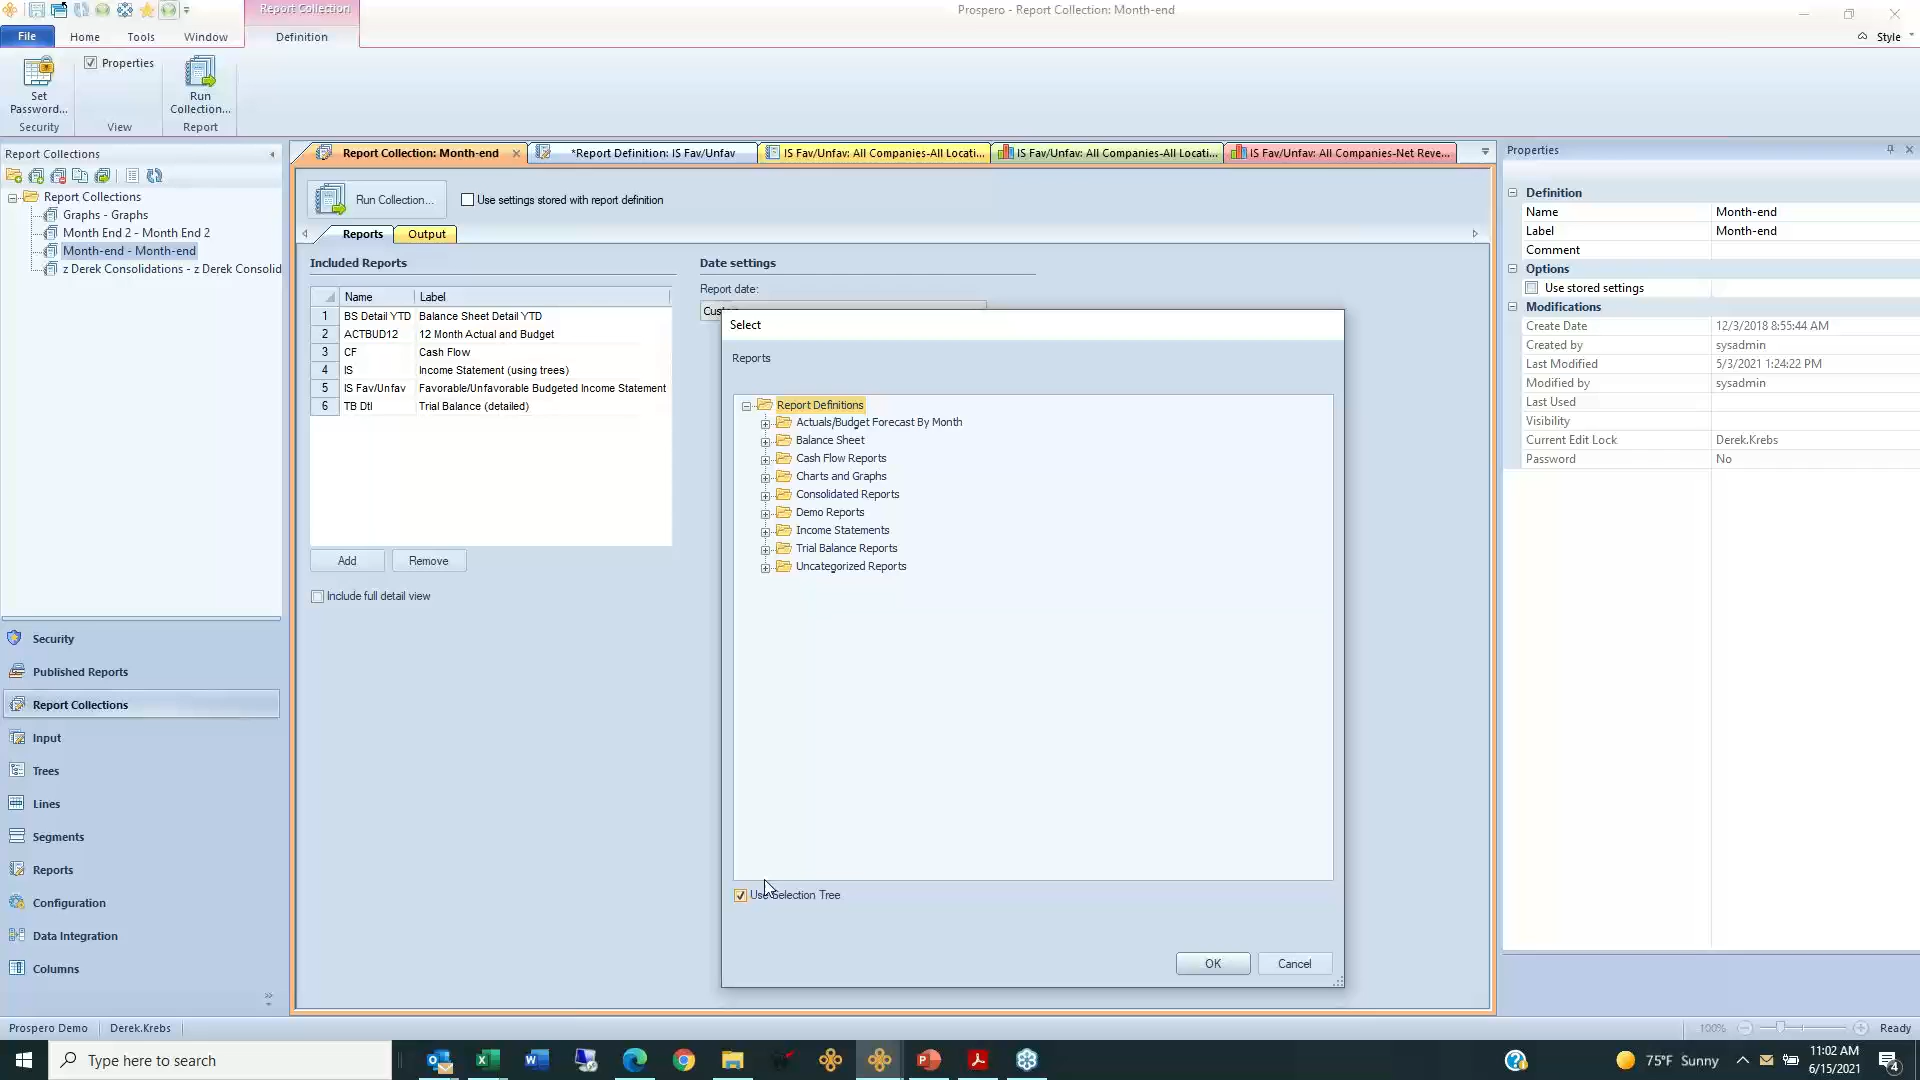 Report Collection
Prospero - Report Collection: Month-end
File
Home
Tools
Window
Definition
Style
Set
Password...
Security
Properties
View
Run
Collection...
Report
Report Collections
Report Collections
Graphs - Graphs
Month End 2 - Month End 2
Month-end - Month-end
z Derek Consolidations - z Derek Consolid
Security
Published Reports
Report Collections
Input
Trees
Lines
Segments
Reports
Configuration
Data Integration
Columns
Report Collection: Month-end
*Report Definition: IS Fav/Unfav
IS Fav/Unfav: All Companies-All Locati...
IS Fav/Unfav: All Companies-All Locati...
IS Fav/Unfav: All Companies-Net Reve...
Run Collection...
Use settings stored with report definition
Reports
Output
Included Reports
Name Label
1 BS Detail YTD Balance Sheet Detail YTD
2 ACTBUD12 12 Month Actual and Budget
3 CF Cash Flow
4 IS Income Statement (using trees)
5 IS Fav/Unfav Favorable/Unfavorable Budgeted Income Statement
6 TB Dtl Trial Balance (detailed)
Add
Remove
Include full detail view
Date settings
Report date:
Select
Reports
Report Definitions
Actuals/Budget Forecast By Month
Balance Sheet
Cash Flow Reports
Charts and Graphs
Consolidated Reports
Demo Reports
Income Statements
Trial Balance Reports
Uncategorized Reports
Use Selection Tree
OK
Cancel
Properties
Definition
Name Month-end
Label Month-end
Comment
Options
Use stored settings
Modifications
Create Date 12/3/2018 8:55:44 AM
Created by sysadmin
Last Modified 5/3/2021 1:24:22 PM
Modified by sysadmin
Last Used
Visibility
Current Edit Lock Derek.Krebs
Password No
Prospero Demo
Derek.Krebs
100%
Ready
Type here to search
75°F Sunny
11:02 AM
6/15/2021
4